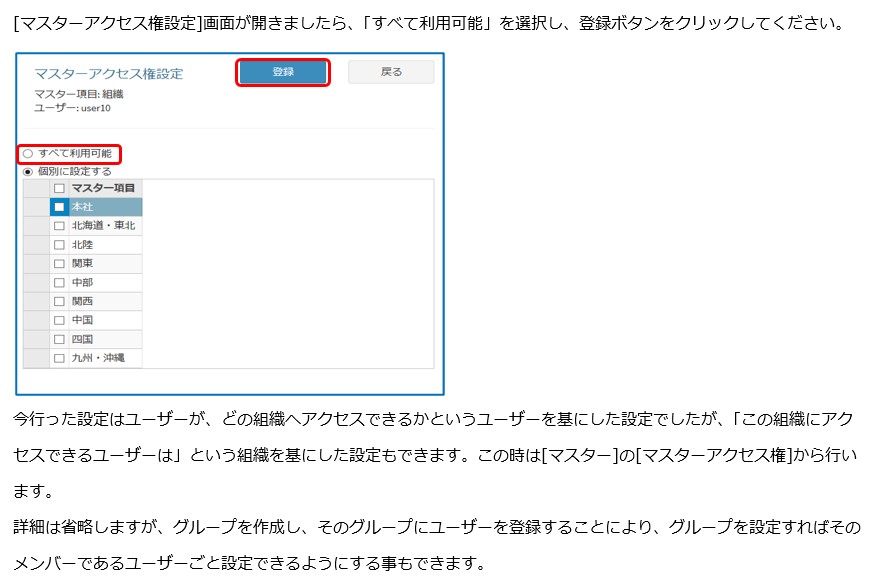 [マスターアクセス権設定]画面が開きましたら、「すべて利用可能」を選択し、登録ボタンをクリックしてください。
マスターアクセス権設定
登録
戻る
マスター項目: 組織
ユーザー: user10
すべて利用可能
個別に設定する
マスター項目
本社
北海道・東北
北陸
関東
中部
関西
中国
四国
九州・沖縄
今行った設定はユーザーが、どの組織へアクセスできるかというユーザーを基にした設定でしたが、「この組織にアク
セスできるユーザーは」という組織を基にした設定もできます。この時は[マスター]の[マスターアクセス権]から行い
ます。
詳細は省略しますが、グループを作成し、そのグループにユーザーを登録することにより、グループを設定すればその
メンバーであるユーザーごと設定できるようにする事もできます。